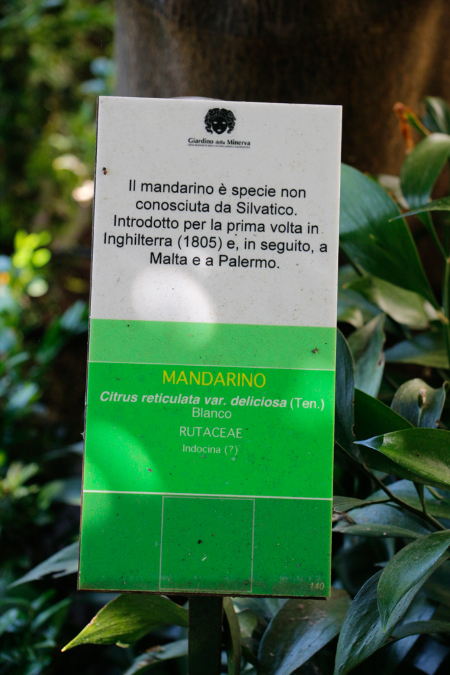 Giardino della Minerva
Il mandarino è specie non
conosciuta da Silvatico.
Introdotto per la prima volta in
Inghilterra (1805) e, in seguito, a
Malta e a Palermo.
MANDARINO
Citrus reticulata var. deliciosa (Ten.)
Blanco
RUTACEAE
Indocina (?)
140